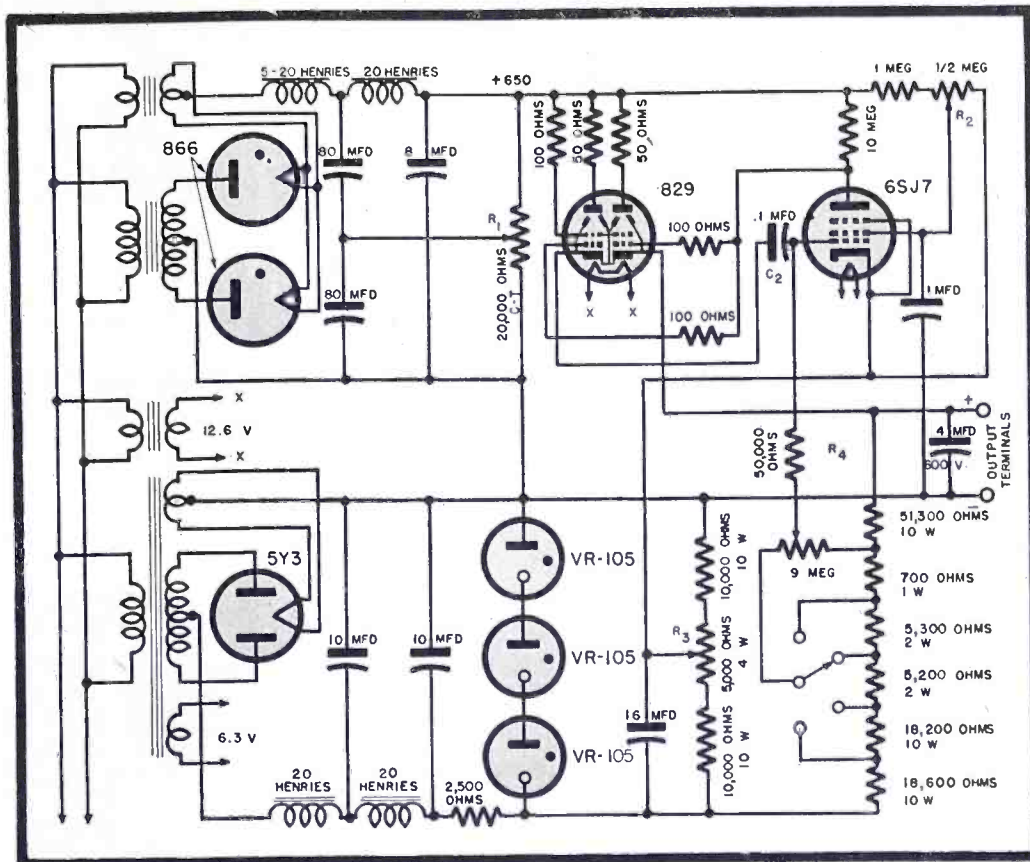 5-20 HENRIES
20 HENRIES
+650
1 MEG
1/2 MEG
R2
866
80 MFD
8 MFD
100 OHMS
50 OHMS
50
10 MEG
829
6SJ7
R1
20,000 OHMS
C-T
80 MFD
100 OHMS
.1 MFD
C2
100 OHMS
1 MFD
X X
X
12.6 V
X
+
4 MFD
600 V
OUTPUT TERMINALS
50,000 OHMS
R4
51,300 OHMS
10 W
5Y3
VR-105
10,000 OHMS
10 W
9 MEG
700 OHMS
1 W
10 MFD
10 MFD
VR-105
R3
5,000 OHMS
4 W
5,300 OHMS
2 W
5,200 OHMS
2 W
6.3 V
16 MFD
VR-105
10,000 OHMS
10 W
18,200 OHMS
10 W
20 HENRIES
20 HENRIES
2,500 OHMS
18,600 OHMS
10 W